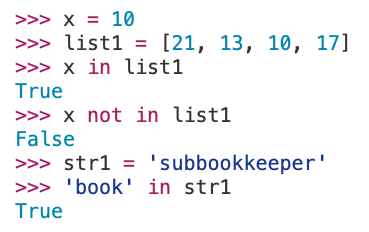 >>> x = 10
>>> list1 = [21, 13, 10, 17]
>>> x in list1
True
>>> x not in list1
False
>>> str1 = 'subbookkeeper'
>>> 'book' in str1
True